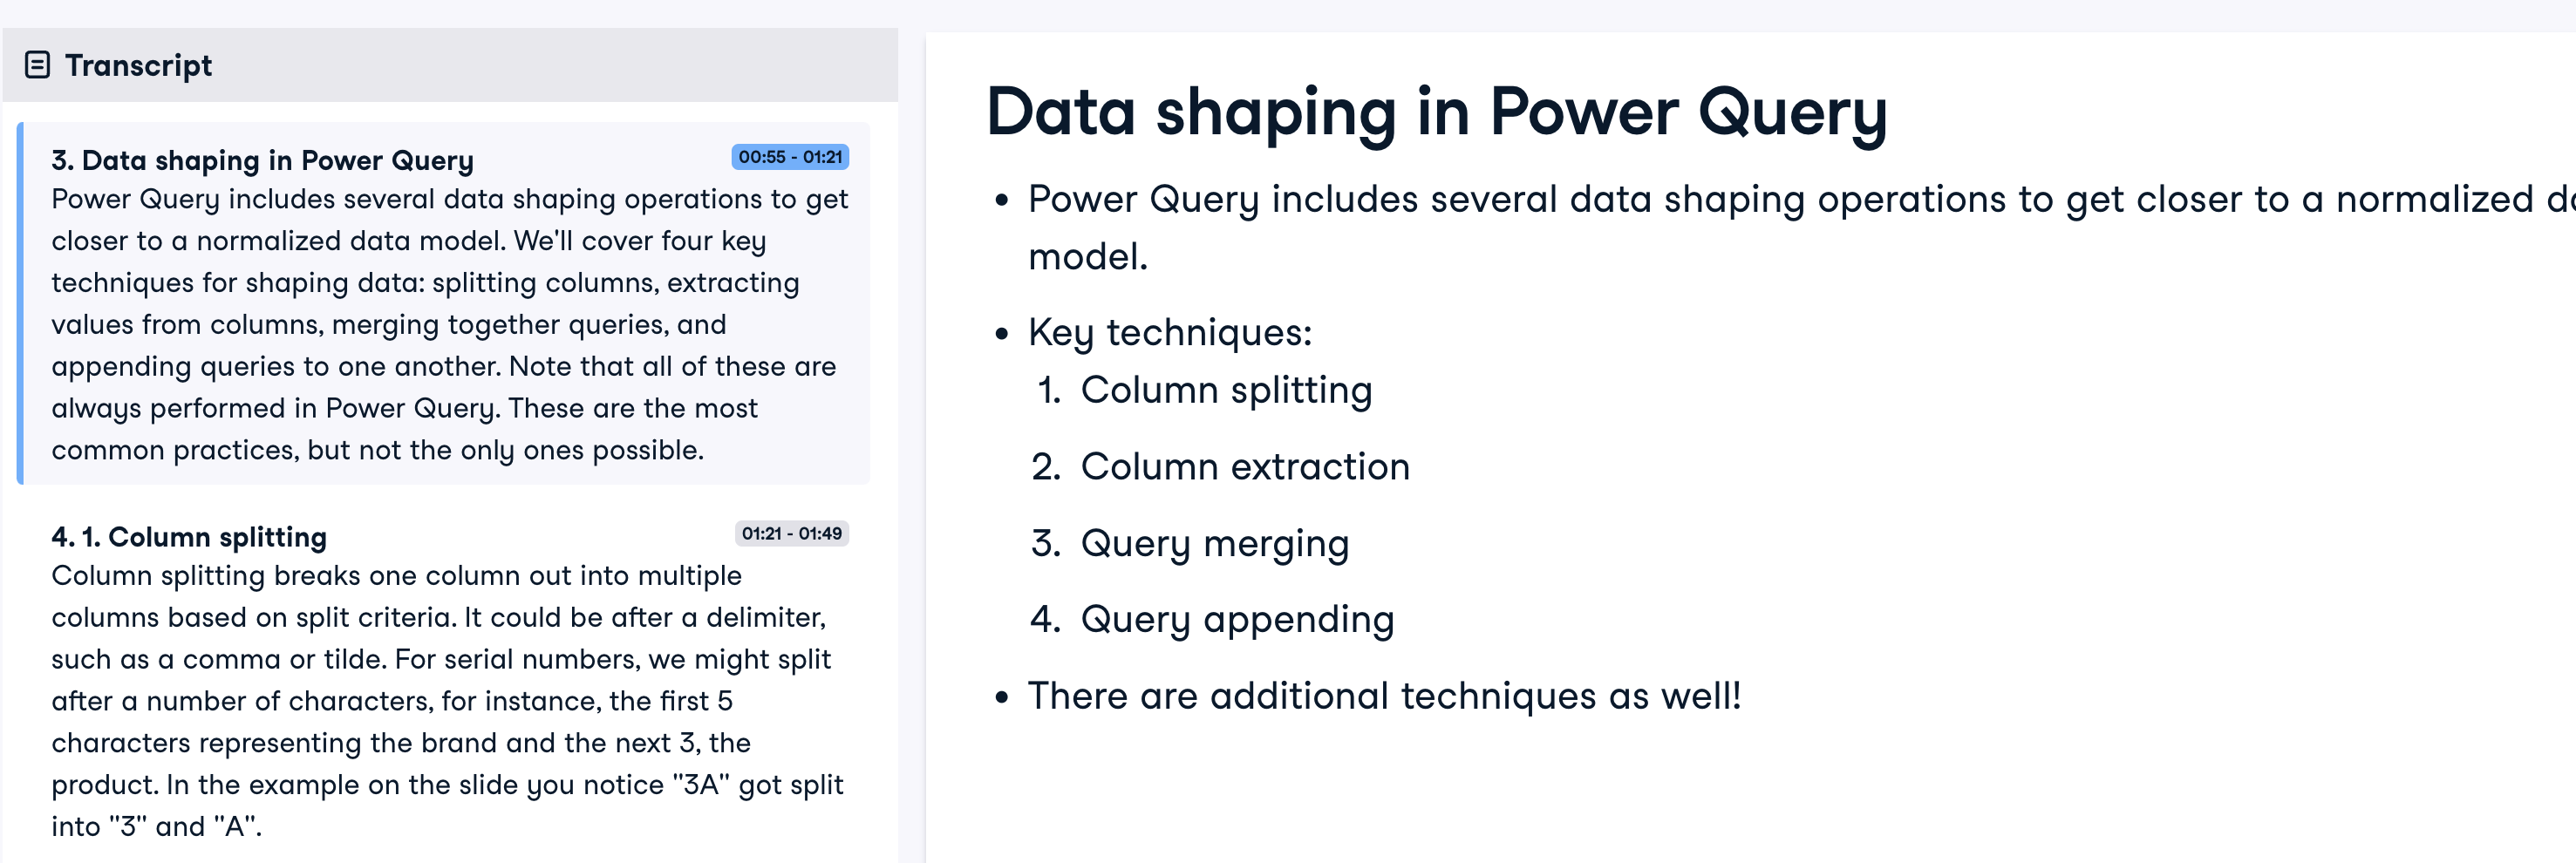 Transcript
3. Data shaping in Power Query
00:55 - 01:21
Power Query includes several data shaping operations to get
closer to a normalized data model. We'll cover four key
techniques for shaping data: splitting columns, extracting
values from columns, merging together queries, and
appending queries to one another. Note that all of these are
always performed in Power Query. These are the most
common practices, but not the only ones possible.
4. 1. Column splitting
01:21 - 01:49
Column splitting breaks one column out into multiple
columns based on split criteria. It could be after a delimiter,
such as a comma or tilde. For serial numbers, we might split
after a number of characters, for instance, the first 5
characters representing the brand and the next 3, the
product. In the example on the slide you notice "3A" got split
into "3" and "A".
Data shaping in Power Query
• Power Query includes several data shaping operations to get closer to a normalized
model.
• Key techniques:
1. Column splitting
2. Column extraction
3. Query merging
4. Query appending
• There are additional techniques as well!